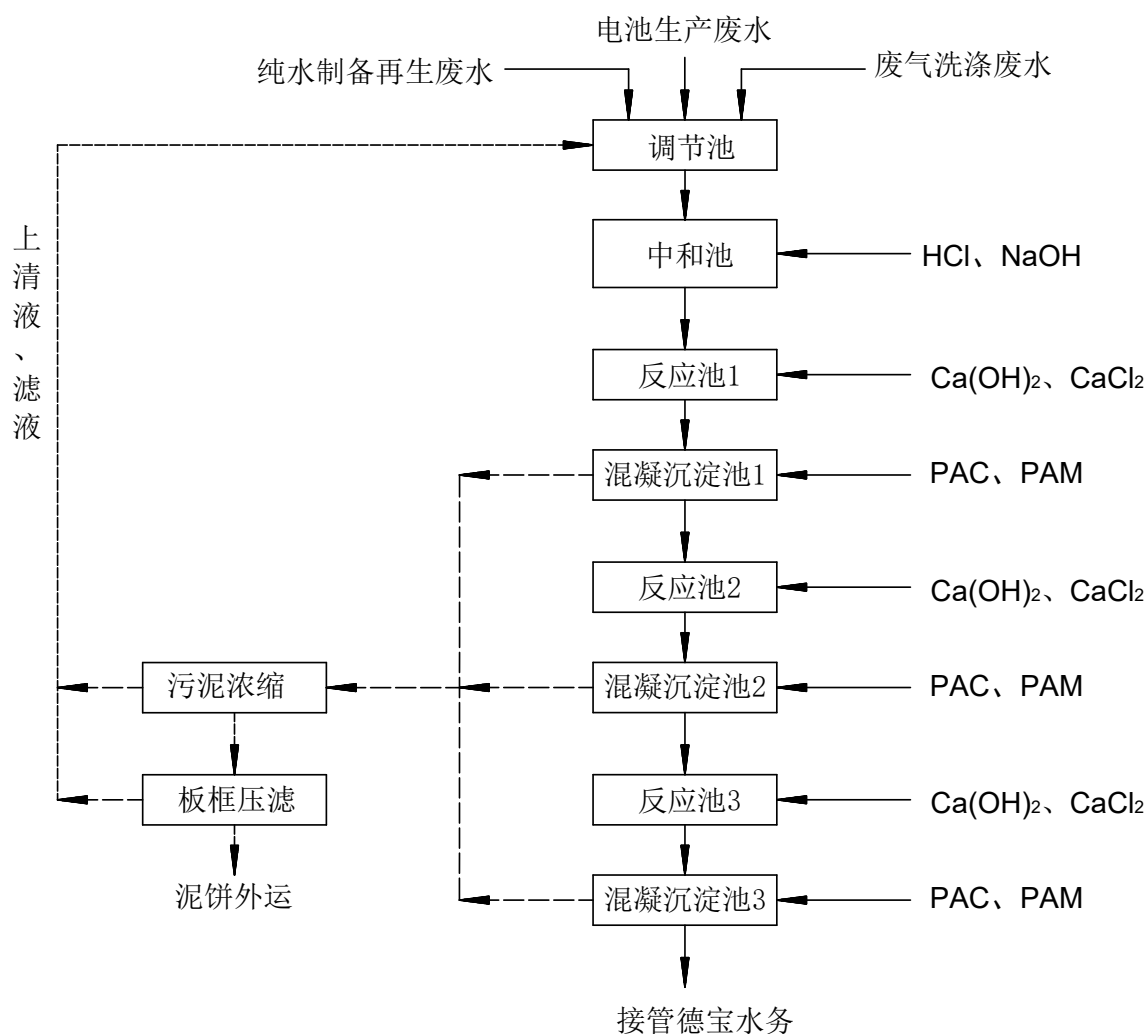 电池生产废水
纯水制备再生废水
废气洗涤废水
调节池
中和池
HCl、NaOH
上清液、滤液
反应池1
Ca(OH)₂、CaCl₂
混凝沉淀池1
PAC、PAM
反应池2
Ca(OH)₂、CaCl₂
污泥浓缩
混凝沉淀池2
PAC、PAM
板框压滤
反应池3
Ca(OH)₂、CaCl₂
泥饼外运
混凝沉淀池3
PAC、PAM
接管德宝水务